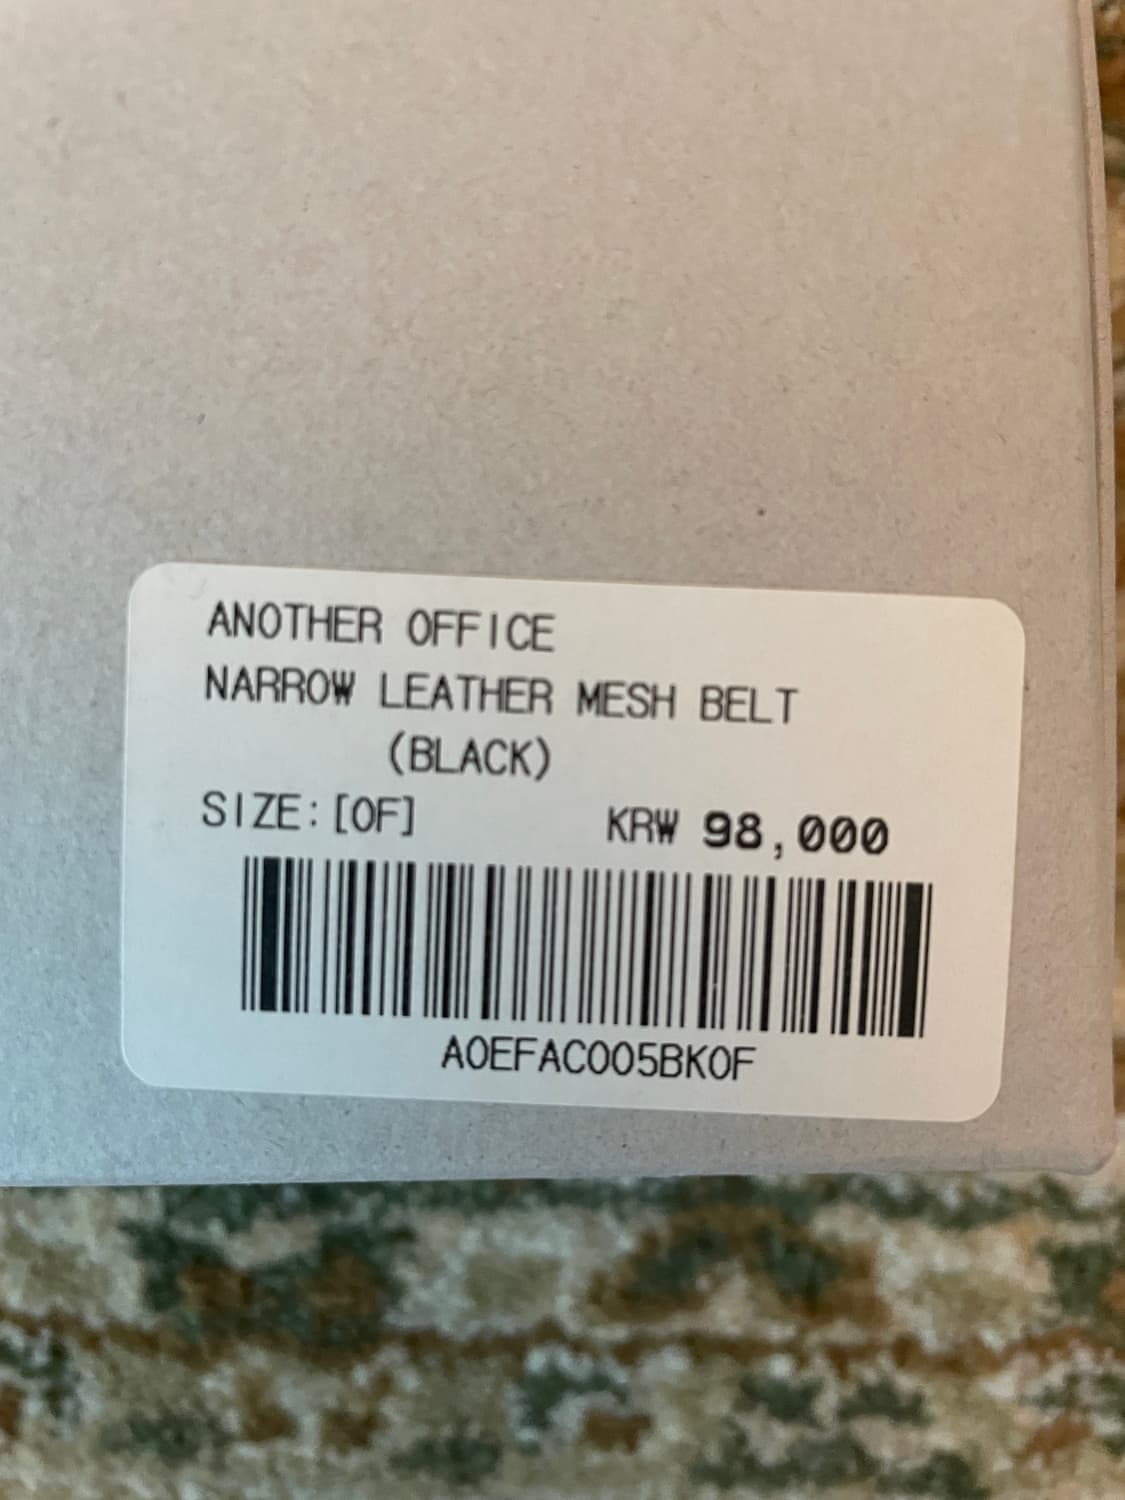 ANOTHER OFFICE
NARROW LEATHER MESH BELT
(BLACK)
SIZE:[OF] KRW 98,000
AOEFAC005BKOF